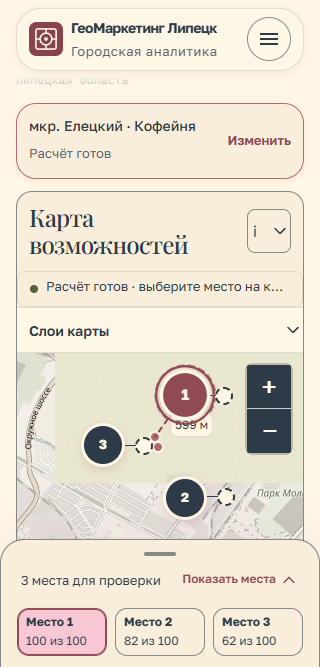 ГеоМаркетинг Липецк
Городская аналитика
липецкая область
мкр. Елецкий · Кофейня
Расчёт готов
Изменить
Карта
возможностей
i
Расчёт готов · выберите место на к...
Слои карты
Окружное шоссе
1
599 м
3
2
+
−
Парк Мол
3 места для проверки
Показать места
Место 1
100 из 100
Место 2
82 из 100
Место 3
62 из 100